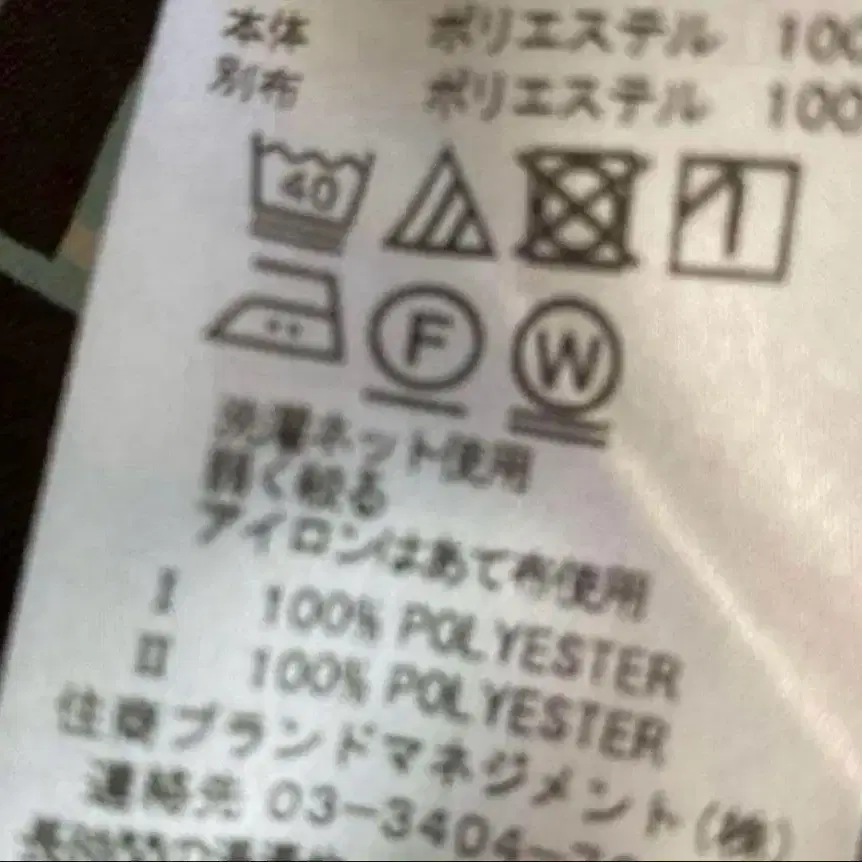 本体 ポリエステル 100
別布 ポリエステル 100
40
F W
洗濯ネット使用
弱く絞る
アイロンはあて布使用
I 100% POLYESTER
II 100% POLYESTER
住商ブランドマネジメント(株)
連絡先 03-3404-